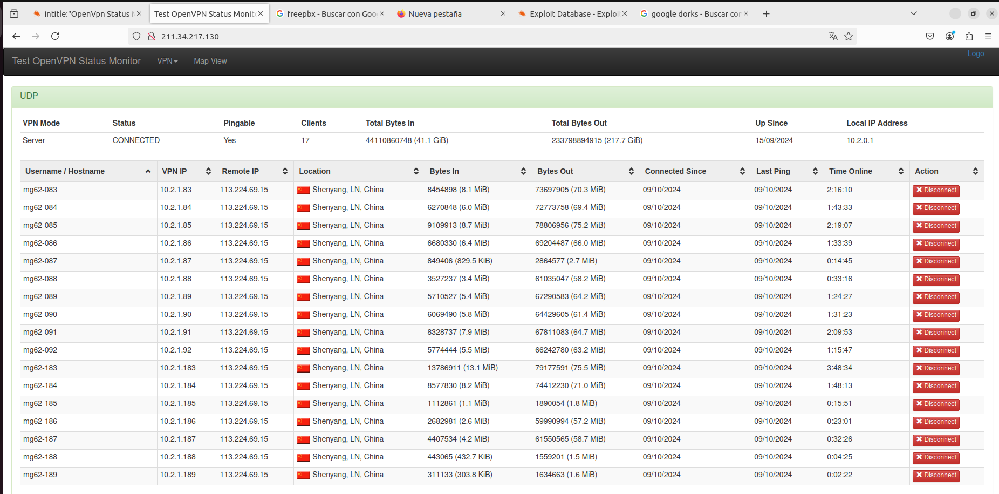 intitle:"OpenVpn Status M
Test OpenVPN Status Monit
freepbx - Buscar con Goo
Nueva pestaña
Exploit Database - Exploi
google dorks - Buscar con
211.34.217.130
Test OpenVPN Status Monitor VPN Map View Logo
UDP
VPN Mode Status Pingable Clients Total Bytes In Total Bytes Out Up Since Local IP Address
Server CONNECTED Yes 17 44110860748 (41.1 GiB) 233798894915 (217.7 GiB) 15/09/2024 10.2.0.1
Username / Hostname VPN IP Remote IP Location Bytes In Bytes Out Connected Since Last Ping Time Online Action
mg62-083 10.2.1.83 113.224.69.15 Shenyang, LN, China 8454898 (8.1 MiB) 73697905 (70.3 MiB) 09/10/2024 09/10/2024 2:16:10 Disconnect
mg62-084 10.2.1.84 113.224.69.15 Shenyang, LN, China 6270848 (6.0 MiB) 72773758 (69.4 MiB) 09/10/2024 09/10/2024 1:43:33 Disconnect
mg62-085 10.2.1.85 113.224.69.15 Shenyang, LN, China 9109913 (8.7 MiB) 78806956 (75.2 MiB) 09/10/2024 09/10/2024 2:19:07 Disconnect
mg62-086 10.2.1.86 113.224.69.15 Shenyang, LN, China 6680330 (6.4 MiB) 69204487 (66.0 MiB) 09/10/2024 09/10/2024 1:33:39 Disconnect
mg62-087 10.2.1.87 113.224.69.15 Shenyang, LN, China 849406 (829.5 KiB) 2864577 (2.7 MiB) 09/10/2024 09/10/2024 0:14:45 Disconnect
mg62-088 10.2.1.88 113.224.69.15 Shenyang, LN, China 3527237 (3.4 MiB) 61035047 (58.2 MiB) 09/10/2024 09/10/2024 0:33:16 Disconnect
mg62-089 10.2.1.89 113.224.69.15 Shenyang, LN, China 5710527 (5.4 MiB) 67290583 (64.2 MiB) 09/10/2024 09/10/2024 1:24:27 Disconnect
mg62-090 10.2.1.90 113.224.69.15 Shenyang, LN, China 6069490 (5.8 MiB) 64429605 (61.4 MiB) 09/10/2024 09/10/2024 1:31:23 Disconnect
mg62-091 10.2.1.91 113.224.69.15 Shenyang, LN, China 8328737 (7.9 MiB) 67811083 (64.7 MiB) 09/10/2024 09/10/2024 2:09:53 Disconnect
mg62-092 10.2.1.92 113.224.69.15 Shenyang, LN, China 5774444 (5.5 MiB) 66242780 (63.2 MiB) 09/10/2024 09/10/2024 1:15:47 Disconnect
mg62-183 10.2.1.183 113.224.69.15 Shenyang, LN, China 13786911 (13.1 MiB) 79177591 (75.5 MiB) 09/10/2024 09/10/2024 3:48:34 Disconnect
mg62-184 10.2.1.184 113.224.69.15 Shenyang, LN, China 8577830 (8.2 MiB) 74412230 (71.0 MiB) 09/10/2024 09/10/2024 1:48:13 Disconnect
mg62-185 10.2.1.185 113.224.69.15 Shenyang, LN, China 1112861 (1.1 MiB) 1890054 (1.8 MiB) 09/10/2024 09/10/2024 0:15:51 Disconnect
mg62-186 10.2.1.186 113.224.69.15 Shenyang, LN, China 2682981 (2.6 MiB) 59990994 (57.2 MiB) 09/10/2024 09/10/2024 0:23:01 Disconnect
mg62-187 10.2.1.187 113.224.69.15 Shenyang, LN, China 4407534 (4.2 MiB) 61550565 (58.7 MiB) 09/10/2024 09/10/2024 0:32:26 Disconnect
mg62-188 10.2.1.188 113.224.69.15 Shenyang, LN, China 443065 (432.7 KiB) 1559201 (1.5 MiB) 09/10/2024 09/10/2024 0:04:25 Disconnect
mg62-189 10.2.1.189 113.224.69.15 Shenyang, LN, China 311133 (303.8 KiB) 1634663 (1.6 MiB) 09/10/2024 09/10/2024 0:02:22 Disconnect